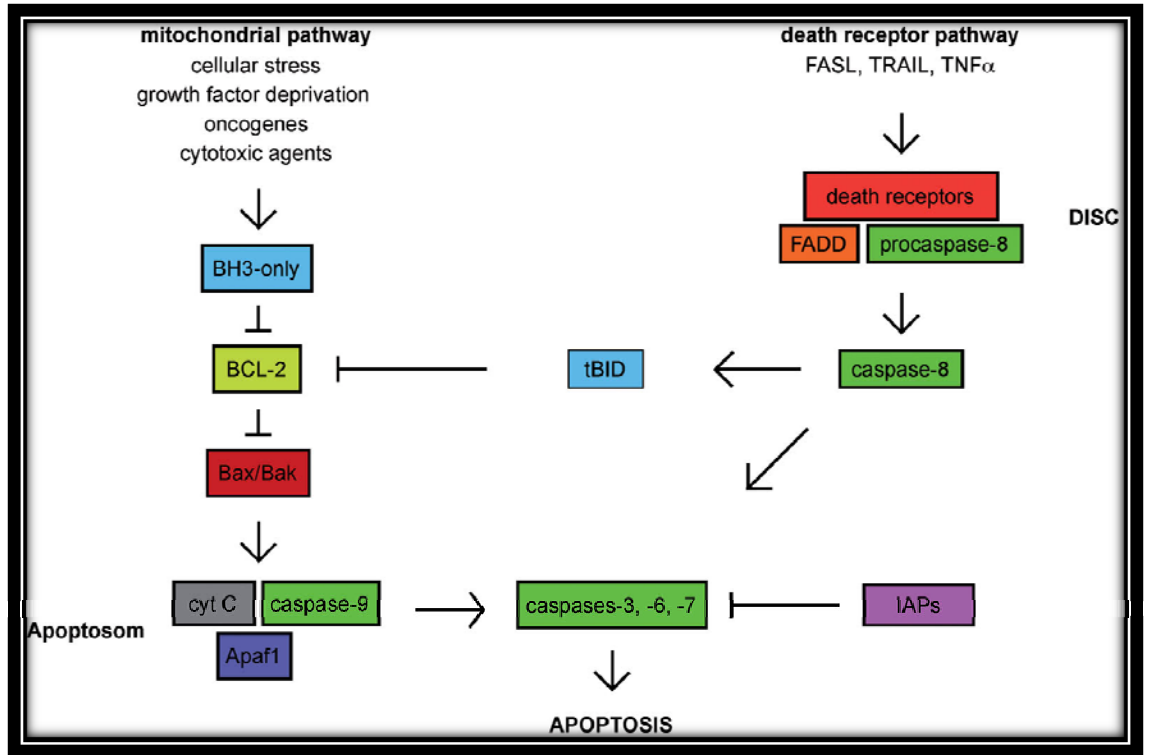 mitochondrial pathway
cellular stress
growth factor deprivation
oncogenes
cytotoxic agents
death receptor pathway
FASL, TRAIL, TNFα
death receptors
DISC
FADD
procaspase-8
BH3-only
BCL-2
tBID
caspase-8
Bax/Bak
cyt C
caspase-9
caspases-3, -6, -7
IAPs
Apoptosom
Apaf1
APOPTOSIS